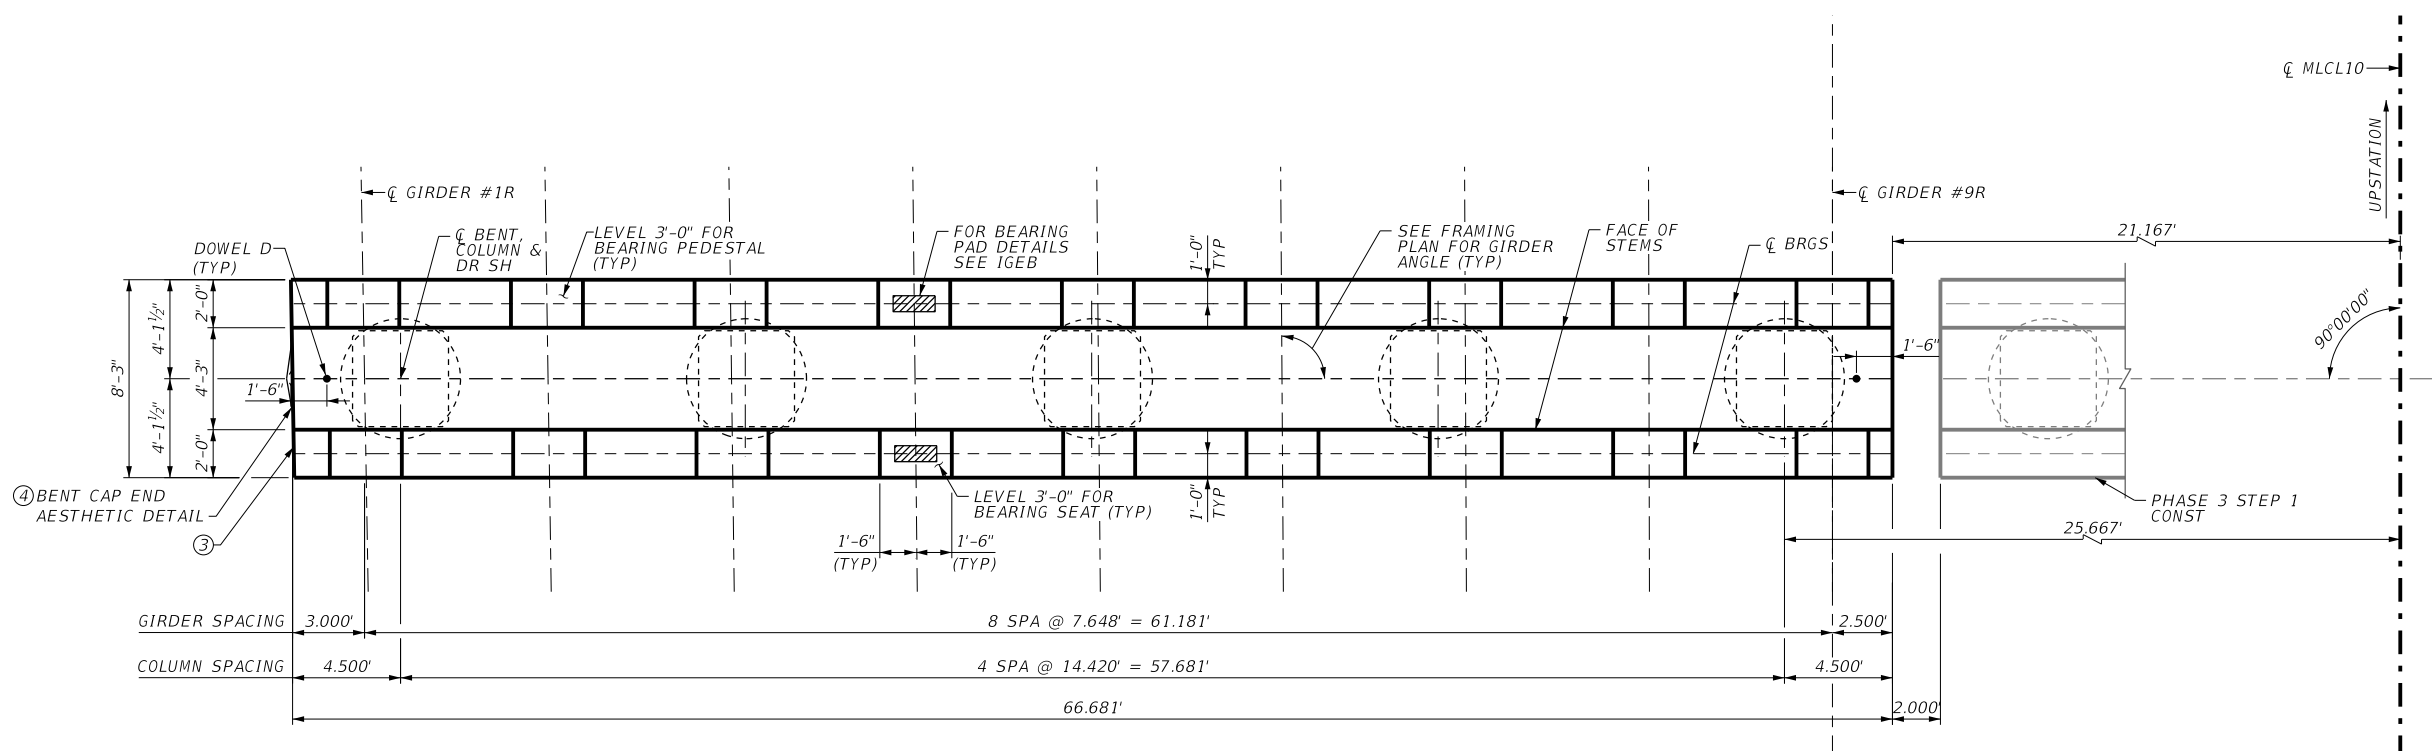 ℄ MLCL10
UPSTATION
℄ GIRDER #1R
℄ GIRDER #9R
DOWEL D
(TYP)
℄ BENT,
COLUMN &
DR SH
LEVEL 3'-0" FOR
BEARING PEDESTAL
(TYP)
FOR BEARING
PAD DETAILS
SEE IGEB
1'-0"
TYP
SEE FRAMING
PLAN FOR GIRDER
ANGLE (TYP)
FACE OF
STEMS
℄ BRGS
21.167'
90°00'00"
8'-3"
4'-1½"
4'-1½"
2'-0"
4'-3"
2'-0"
1'-6"
1'-6"
④ BENT CAP END
AESTHETIC DETAIL
③
LEVEL 3'-0" FOR
BEARING SEAT (TYP)
1'-0"
TYP
1'-6"
(TYP)
1'-6"
(TYP)
PHASE 3 STEP 1
CONST
25.667'
GIRDER SPACING
3.000'
8 SPA @ 7.648' = 61.181'
2.500'
COLUMN SPACING
4.500'
4 SPA @ 14.420' = 57.681'
4.500'
66.681'
2.000'